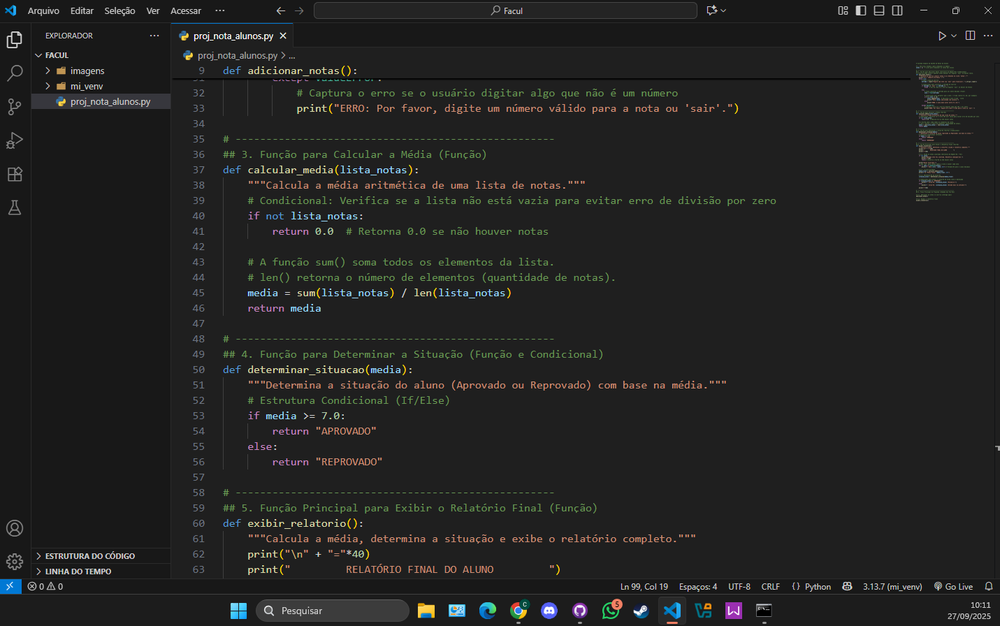 Arquivo Editar Seleção Ver Acessar ···
Facul
EXPLORADOR ···
FACUL
imagens
mi_venv
proj_nota_alunos.py
ESTRUTURA DO CÓDIGO
LINHA DO TEMPO
proj_nota_alunos.py
proj_nota_alunos.py > ...
9 def adicionar_notas():
32 # Captura o erro se o usuário digitar algo que não é um número
33 print("ERRO: Por favor, digite um número válido para a nota ou 'sair'.")
34
35 # ----------------------------------------------------
36 ## 3. Função para Calcular a Média (Função)
37 def calcular_media(lista_notas):
38 """Calcula a média aritmética de uma lista de notas."""
39 # Condicional: Verifica se a lista não está vazia para evitar erro de divisão por zero
40 if not lista_notas:
41 return 0.0  # Retorna 0.0 se não houver notas
42
43 # A função sum() soma todos os elementos da lista.
44 # len() retorna o número de elementos (quantidade de notas).
45 media = sum(lista_notas) / len(lista_notas)
46 return media
47
48 # ----------------------------------------------------
49 ## 4. Função para Determinar a Situação (Função e Condicional)
50 def determinar_situacao(media):
51 """Determina a situação do aluno (Aprovado ou Reprovado) com base na média."""
52 # Estrutura Condicional (If/Else)
53 if media >= 7.0:
54 return "APROVADO"
55 else:
56 return "REPROVADO"
57
58 # ----------------------------------------------------
59 ## 5. Função Principal para Exibir o Relatório Final (Função)
60 def exibir_relatorio():
61 """Calcula a média, determina a situação e exibe o relatório completo."""
62 print("\n" + "="*40)
63 print("         RELATÓRIO FINAL DO ALUNO         ")
0 0
Ln 99, Col 19 Espaços: 4 UTF-8 CRLF {} Python 3.13.7 (mi_venv) Go Live
Pesquisar
C
5
10:11
27/09/2025